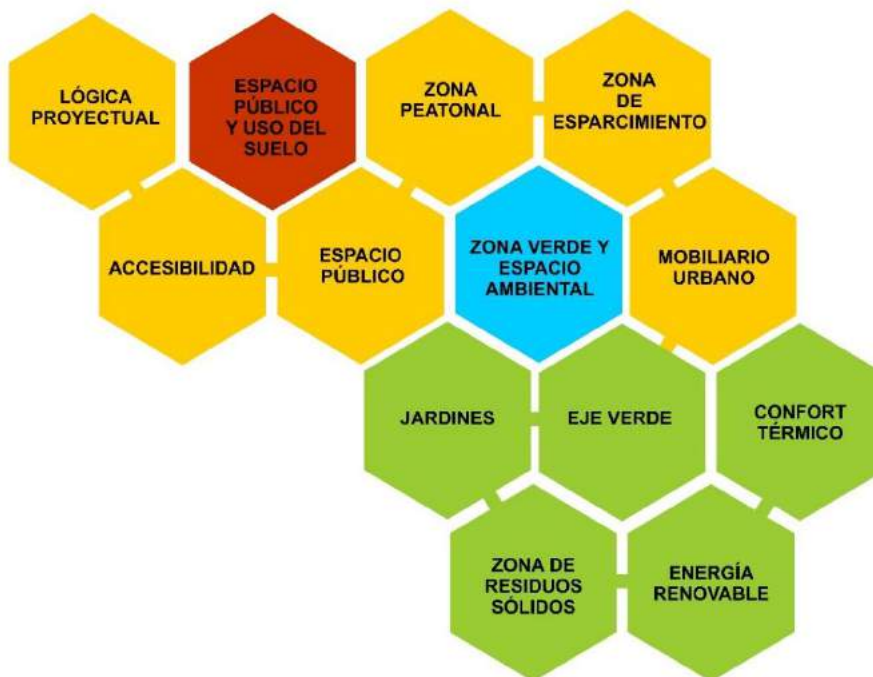 LÓGICA
PROYECTUAL
ESPACIO
PÚBLICO
Y USO DEL
SUELO
ZONA
PEATONAL
ZONA
DE
ESPARCIMIENTO
ACCESIBILIDAD
ESPACIO
PÚBLICO
ZONA VERDE Y
ESPACIO
AMBIENTAL
MOBILIARIO
URBANO
JARDINES
EJE VERDE
CONFORT
TÉRMICO
ZONA DE
RESIDUOS
SÓLIDOS
ENERGÍA
RENOVABLE